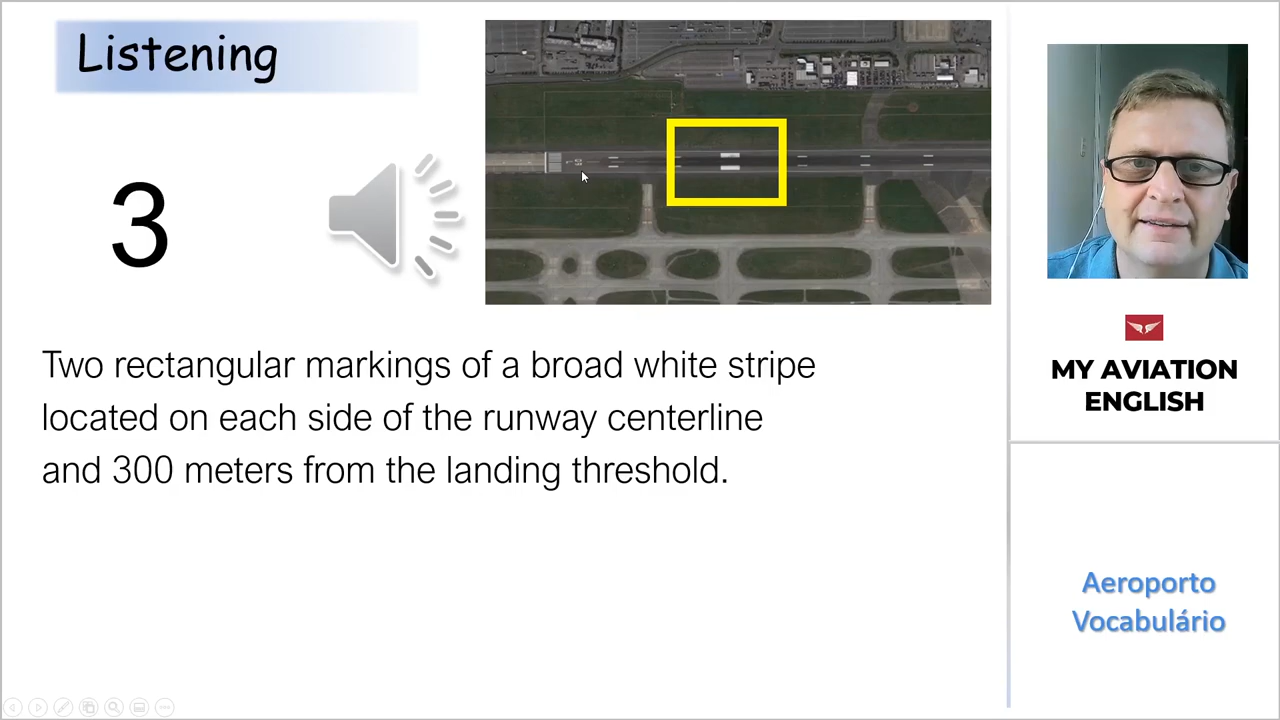 Listening
3
Two rectangular markings of a broad white stripe
located on each side of the runway centerline
and 300 meters from the landing threshold.
MY AVIATION
ENGLISH
Aeroporto
Vocabulário